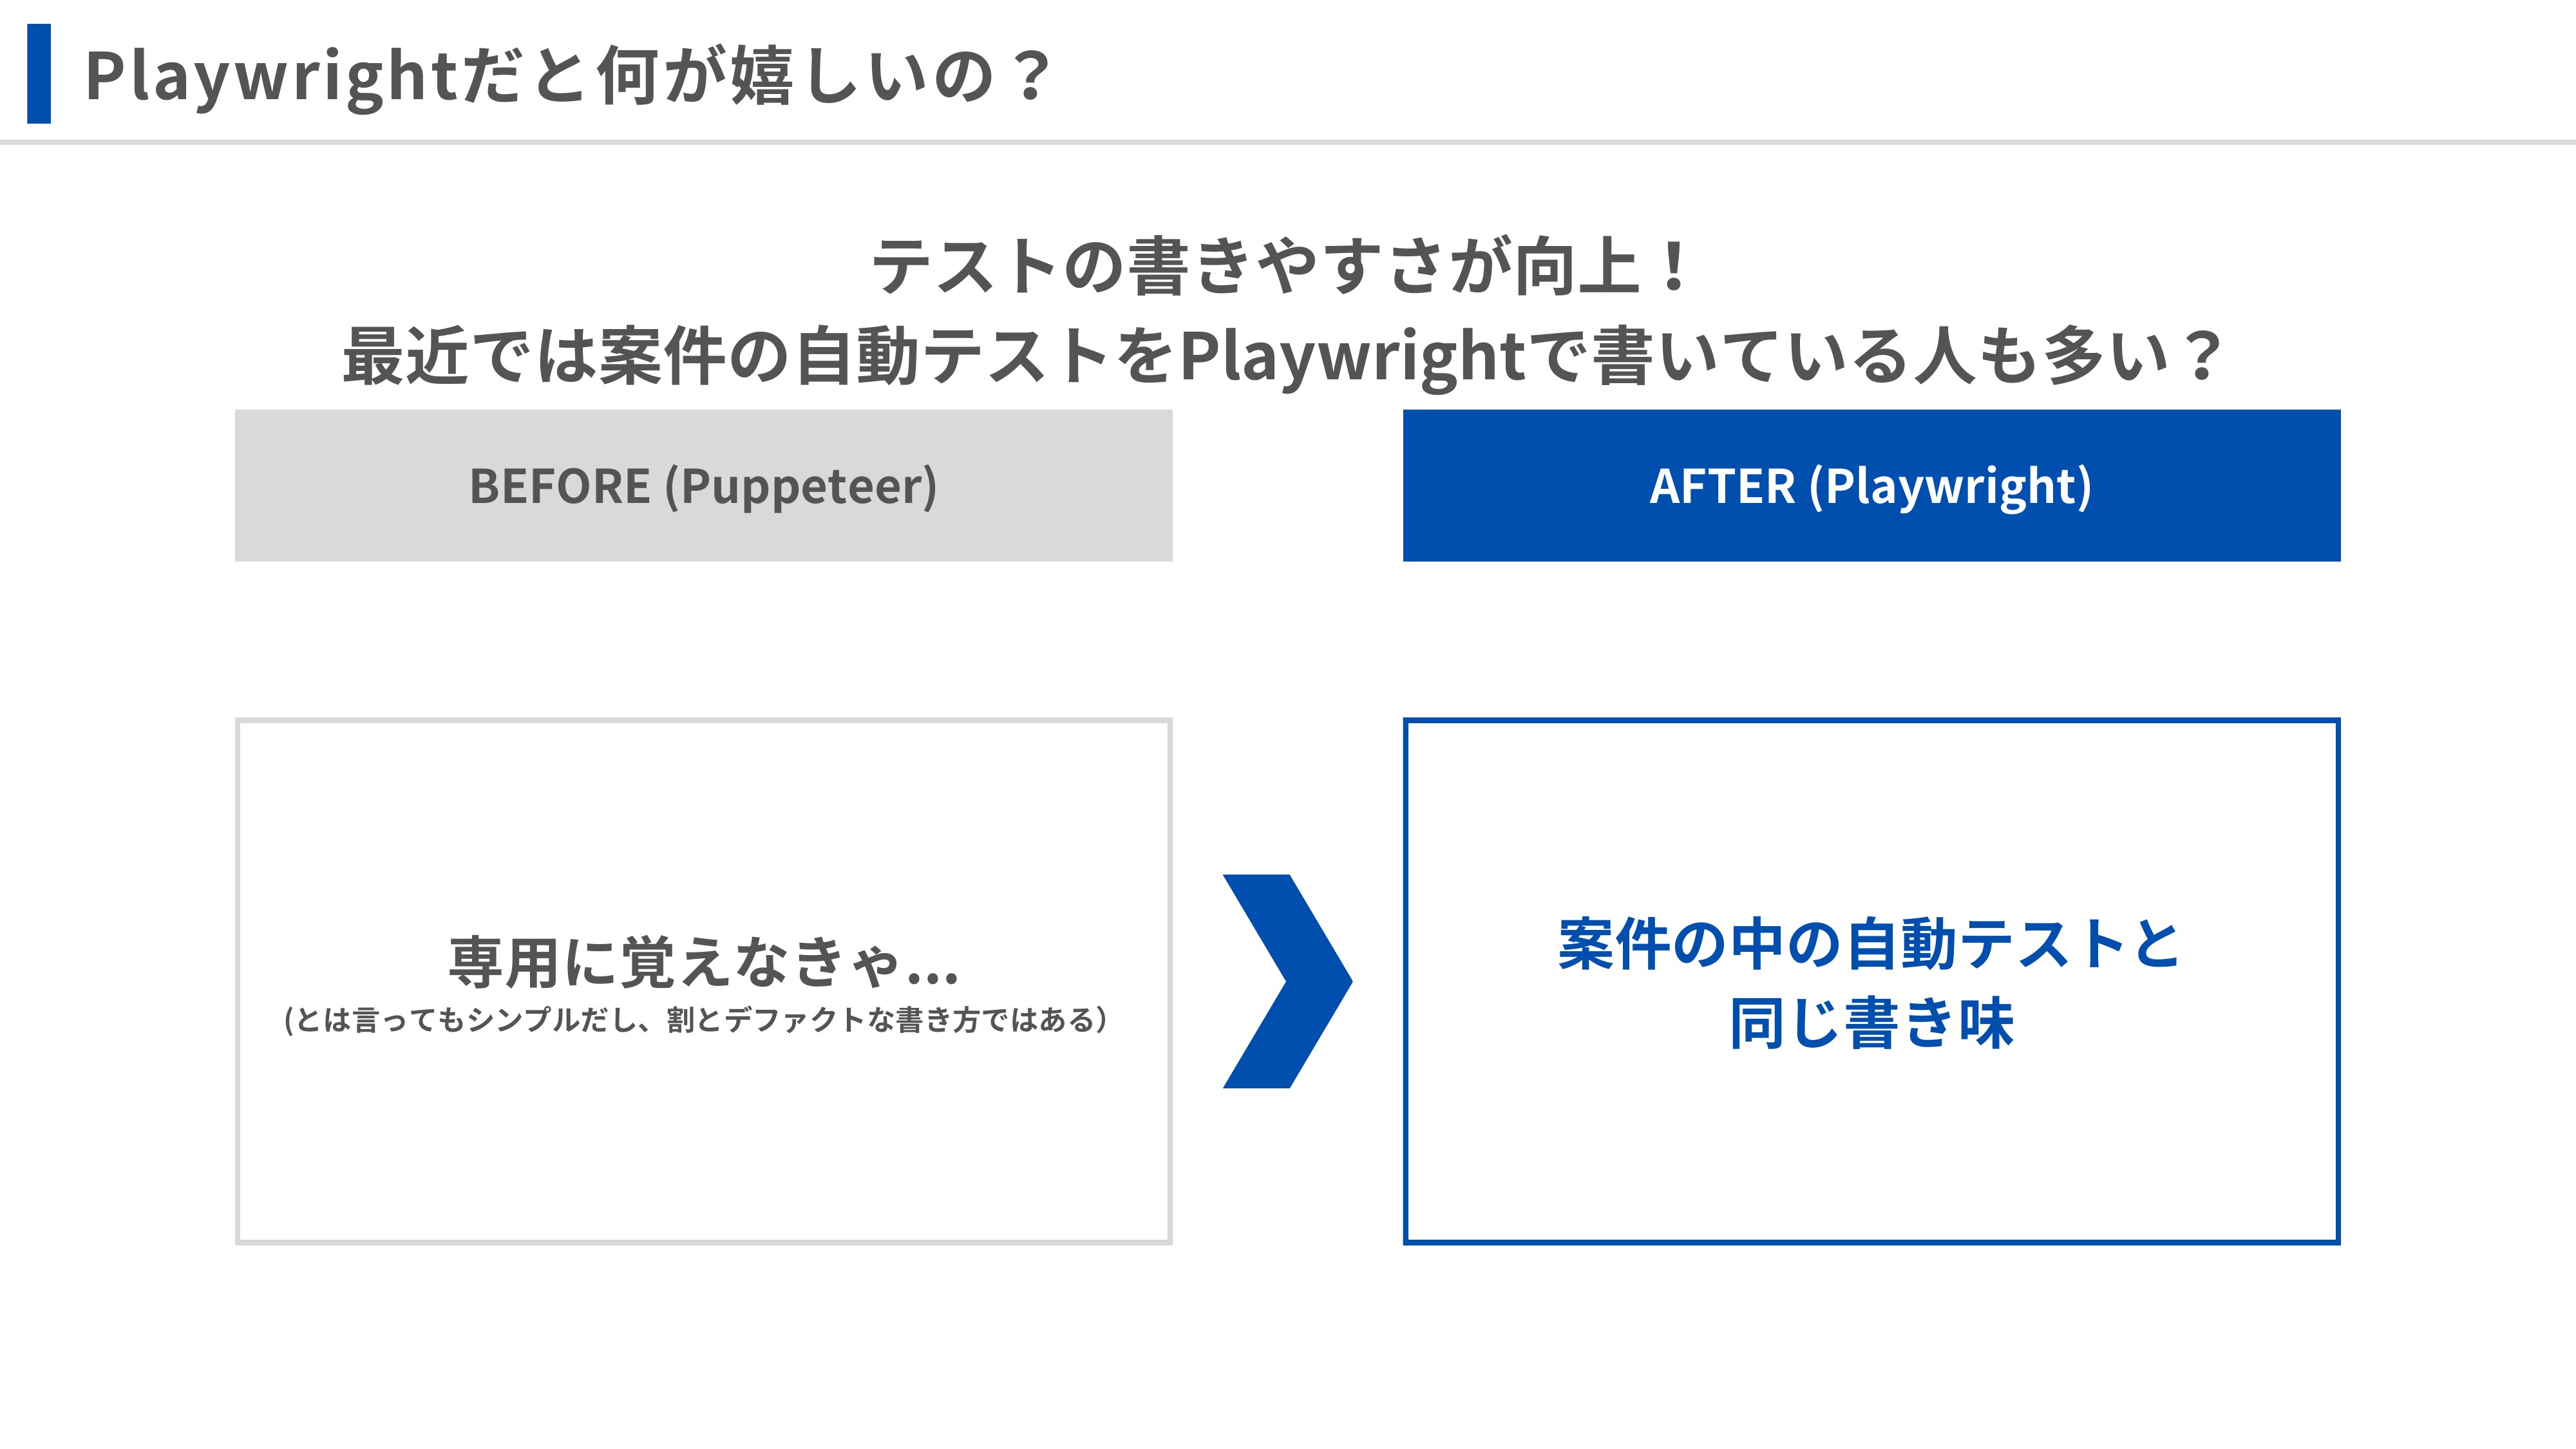 Playwrightだと何が嬉しいの？
テストの書きやすさが向上！
最近では案件の自動テストをPlaywrightで書いている人も多い？
BEFORE (Puppeteer)
AFTER (Playwright)
専用に覚えなきゃ...
(とは言ってもシンプルだし、割とデファクトな書き方ではある）
案件の中の自動テストと
同じ書き味